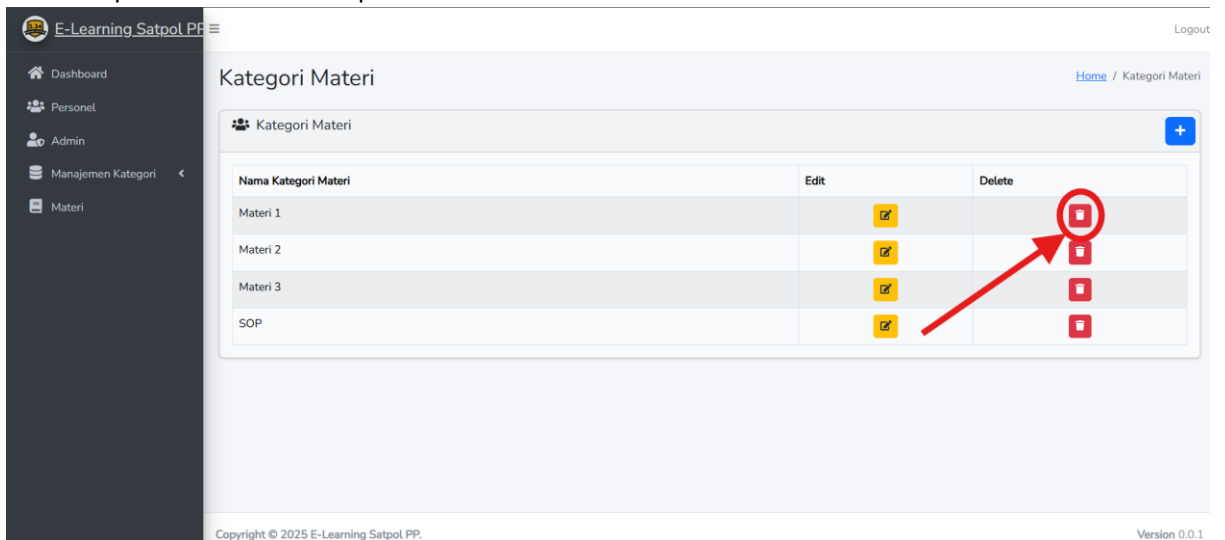 E-Learning Satpol PP
Logout
Dashboard
Personel
Admin
Manajemen Kategori
Materi
Kategori Materi
Home / Kategori Materi
Kategori Materi
+
Nama Kategori Materi Edit Delete
Materi 1
Materi 2
Materi 3
SOP
Copyright © 2025 E-Learning Satpol PP.
Version 0.0.1